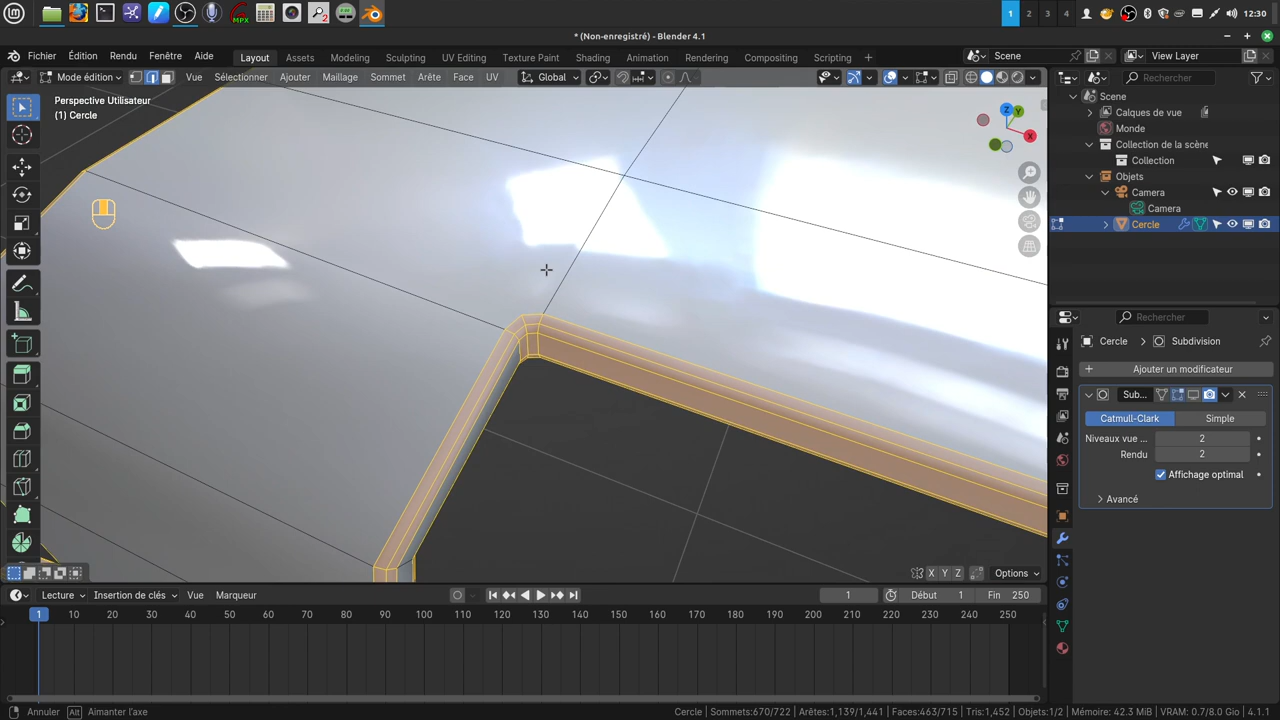 1 2 3 4 12:30
* (Non-enregistré) - Blender 4.1
Fichier Édition Rendu Fenêtre Aide Layout Modeling Sculpting UV Editing Texture Paint Shading Animation Rendering Compositing Scripting + Scene View Layer
Mode édition Vue Sélectionner Ajouter Maillage Sommet Arête Face UV Global Rechercher
Perspective Utilisateur
(1) Cercle
Z Y X
Scene
Calques de vue
Monde
Collection de la scène
Collection
Objets
Camera
Camera
Cercle
Rechercher
Cercle Subdivision
Ajouter un modificateur
Sub...
Catmull-Clark Simple
Niveaux vue ... 2
Rendu 2
Affichage optimal
Avancé
X Y Z Options
Lecture Insertion de clés Vue Marqueur 1 Début 1 Fin 250
1 10 20 30 40 50 60 70 80 90 100 110 120 130 140 150 160 170 180 190 200 210 220 230 240 250
Annuler Alt Aimanter l'axe Cercle | Sommets:670/722 | Arêtes:1,139/1,441 | Faces:463/715 | Tris:1,452 | Objets:1/2 | Mémoire: 42.3 MiB | VRAM: 0.7/8.0 Gio | 4.1.1